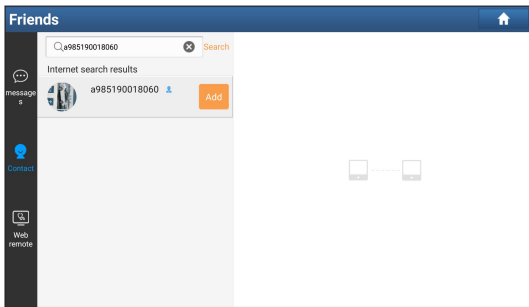 Friends
a985190018060
Search
Internet search results
a985190018060
Add
message
s
Contact
Web
remote